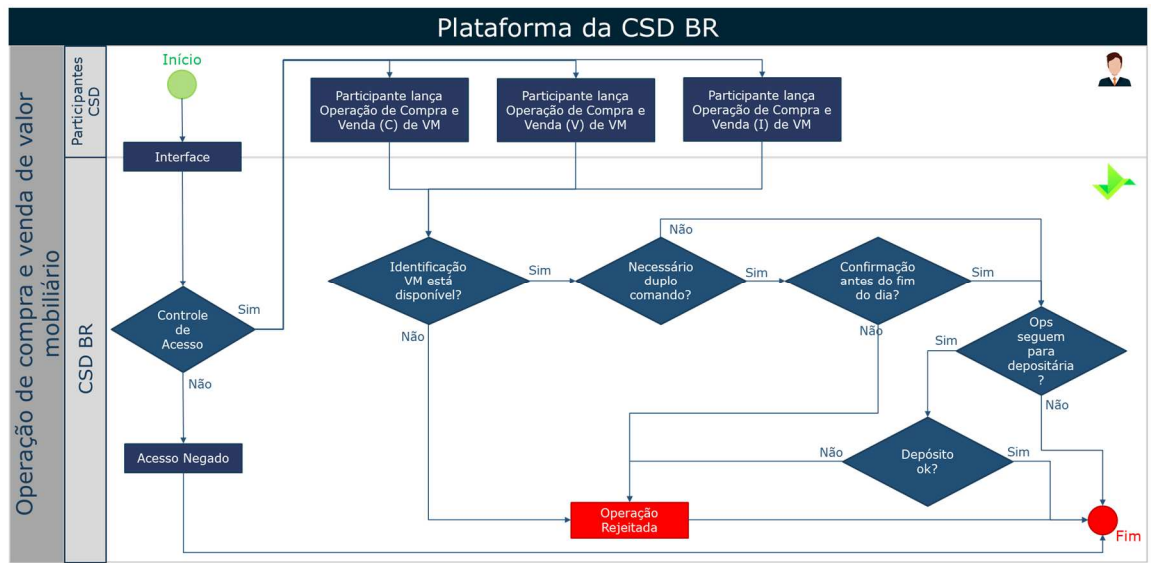 Plataforma da CSD BR
Operação de compra e venda de valor
mobiliário
Participantes
CSD
CSD BR
Início
Interface
Participante lança
Operação de Compra e
Venda (C) de VM
Participante lança
Operação de Compra e
Venda (V) de VM
Participante lança
Operação de Compra e
Venda (I) de VM
Controle
de
Acesso
Sim
Não
Acesso Negado
Identificação
VM está
disponível?
Sim
Não
Necessário
duplo
comando?
Não
Sim
Confirmação
antes do fim
do dia?
Sim
Não
Ops
seguem
para
depositária
?
Sim
Não
Depósito
ok?
Não
Sim
Operação
Rejeitada
Fim